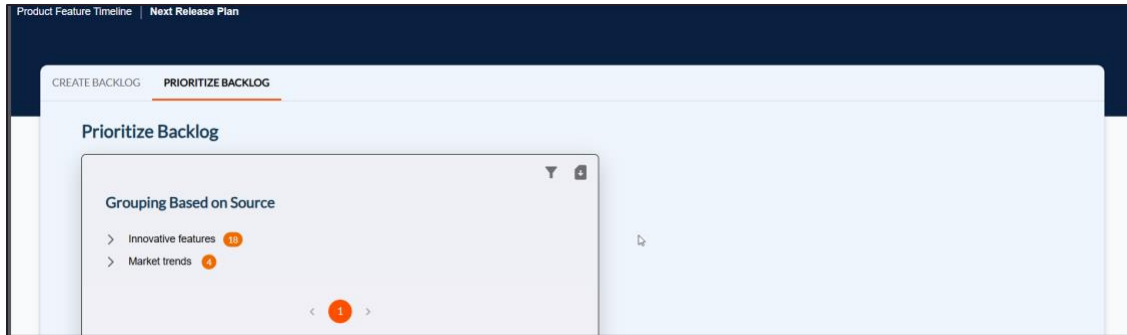 Product Feature Timeline | Next Release Plan
CREATE BACKLOG PRIORITIZE BACKLOG
Prioritize Backlog
Grouping Based on Source
Innovative features 18
Market trends 4
< 1 >